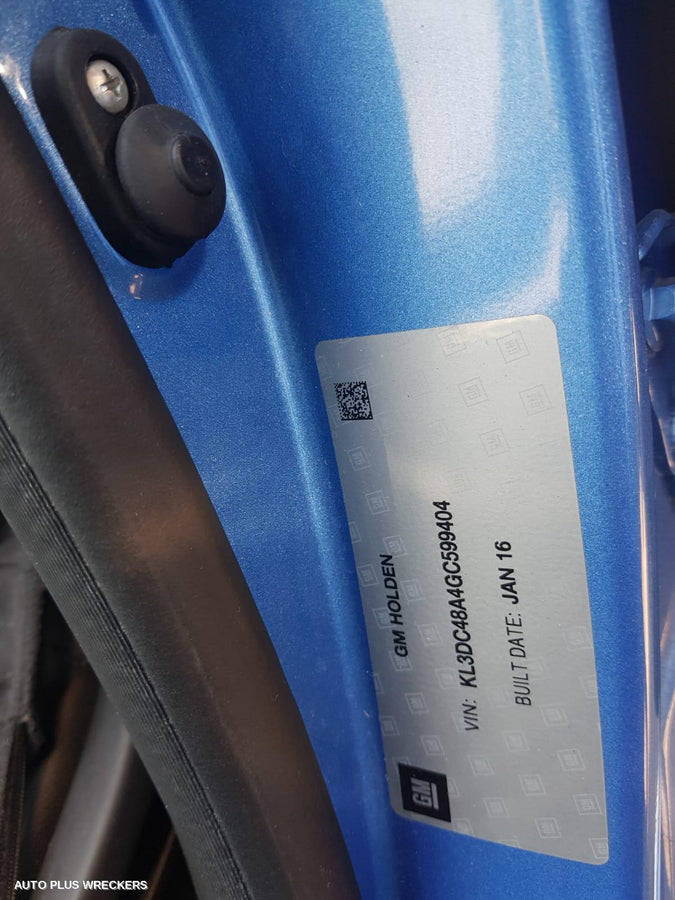 GM HOLDEN
VIN: KL3DC48A4GC599404
BUILT DATE: JAN 16
GM
AUTO PLUS WRECKERS